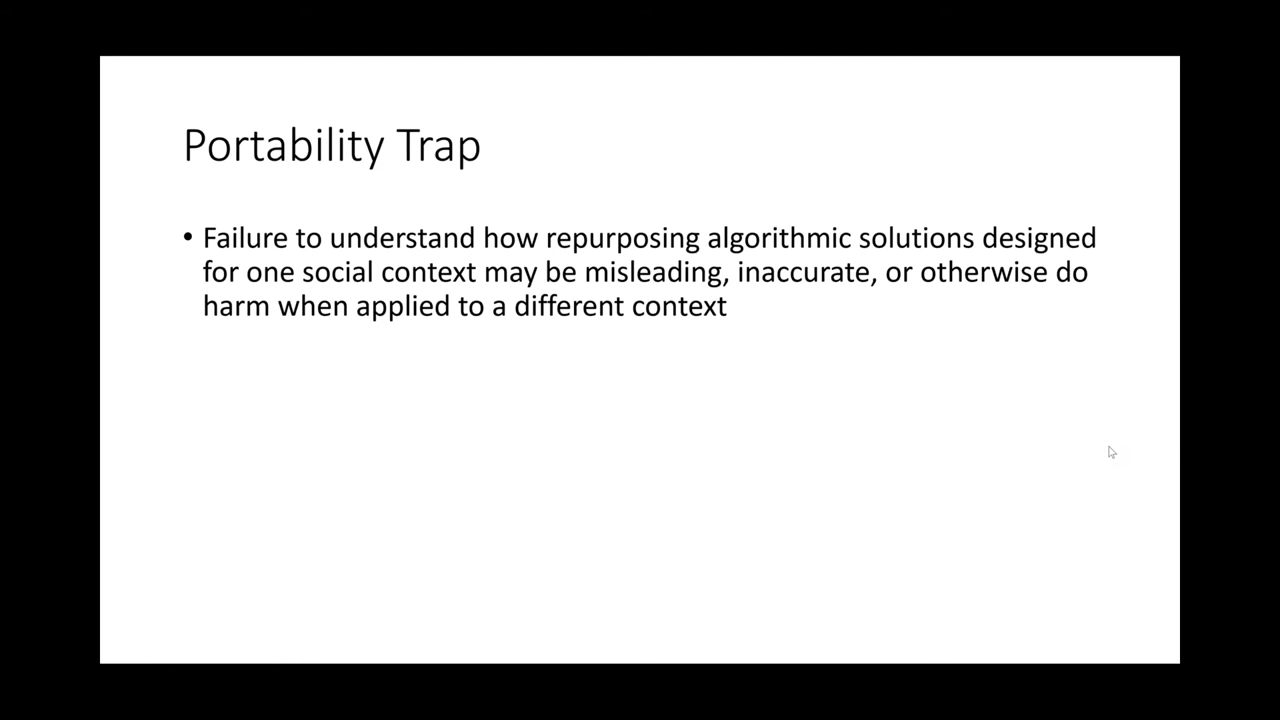 Portability Trap
• Failure to understand how repurposing algorithmic solutions designed
for one social context may be misleading, inaccurate, or otherwise do
harm when applied to a different context